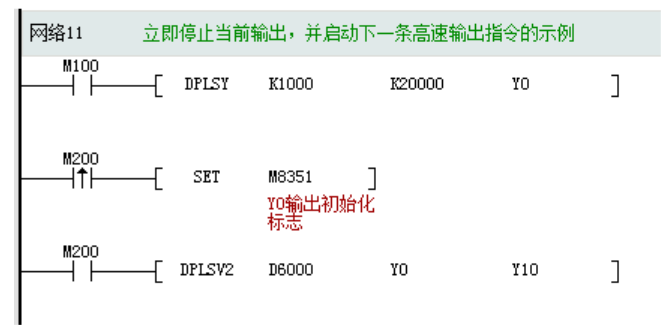 网络11 立即停止当前输出，并启动下一条高速输出指令的示例
M100
[ DPLSY K1000 K20000 Y0 ]
M200
[ SET M8351 ]
Y0输出初始化
标志
M200
[ DPLSV2 D6000 Y0 Y10 ]